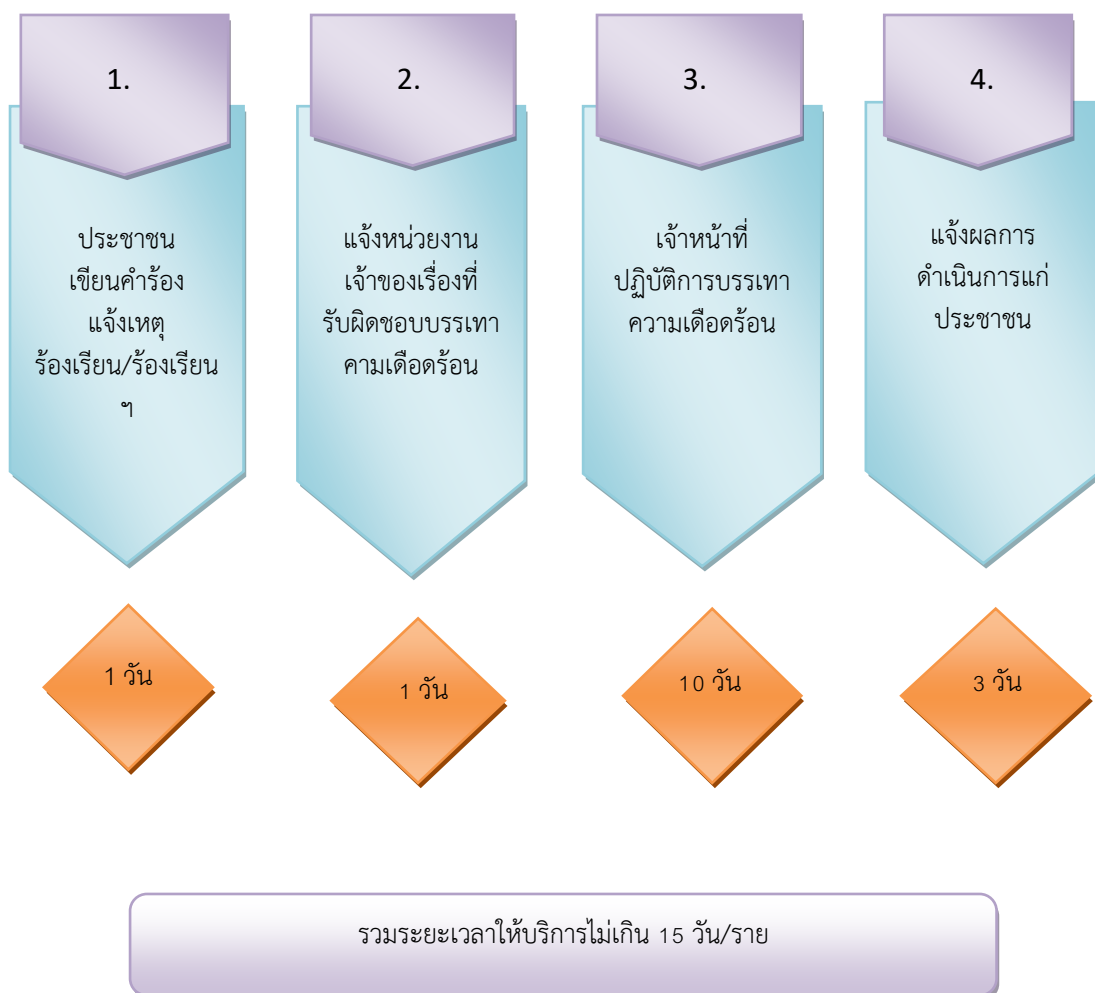 1.
ประชาชน
เขียนคำร้อง
แจ้งเหตุ
ร้องเรียน/ร้องเรียน
ฯ
1 วัน
2.
แจ้งหน่วยงาน
เจ้าของเรื่องที่
รับผิดชอบบรรเทา
คามเดือดร้อน
1 วัน
3.
เจ้าหน้าที่
ปฏิบัติการบรรเทา
ความเดือดร้อน
10 วัน
4.
แจ้งผลการ
ดำเนินการแก่
ประชาชน
3 วัน
รวมระยะเวลาให้บริการไม่เกิน 15 วัน/ราย